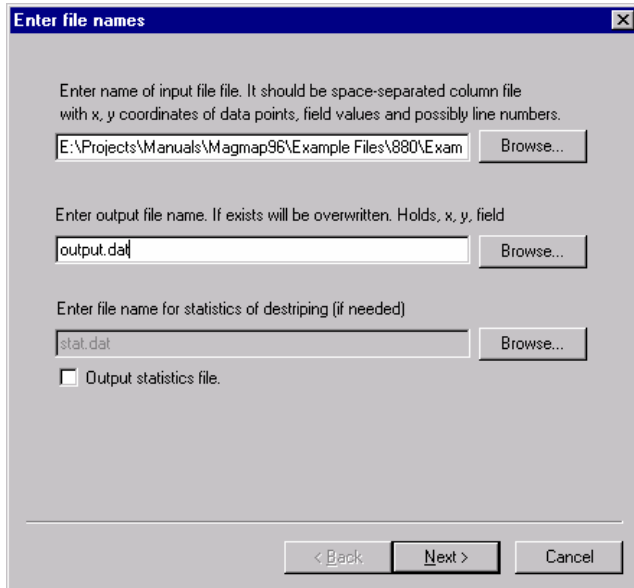 Enter file names
Enter name of input file file. It should be space-separated column file
with x, y coordinates of data points, field values and possibly line numbers.
E:\Projects\Manuals\Magmap96\Example Files\880\Exam
Browse...
Enter output file name. If exists will be overwritten. Holds, x, y, field
output.dat
Browse...
Enter file name for statistics of destriping (if needed)
stat.dat
Browse...
Output statistics file.
< Back
Next >
Cancel